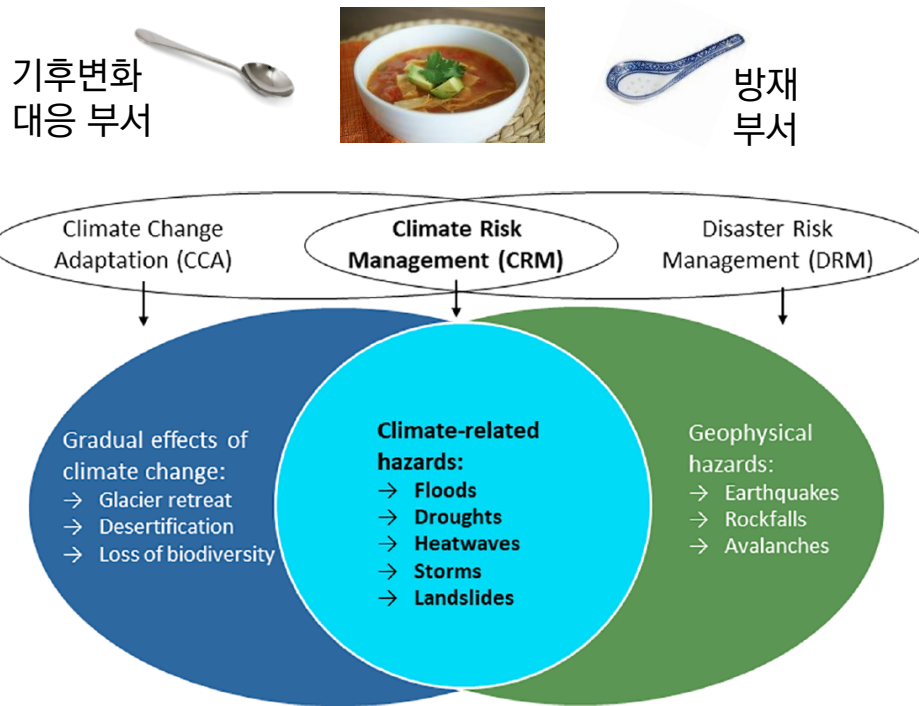 기후변화
대응 부서
방재
부서
Climate Change
Adaptation (CCA)
Climate Risk
Management (CRM)
Disaster Risk
Management (DRM)
Gradual effects of
climate change:
→ Glacier retreat
→ Desertification
→ Loss of biodiversity
Climate-related
hazards:
→ Floods
→ Droughts
→ Heatwaves
→ Storms
→ Landslides
Geophysical
hazards:
→ Earthquakes
→ Rockfalls
→ Avalanches